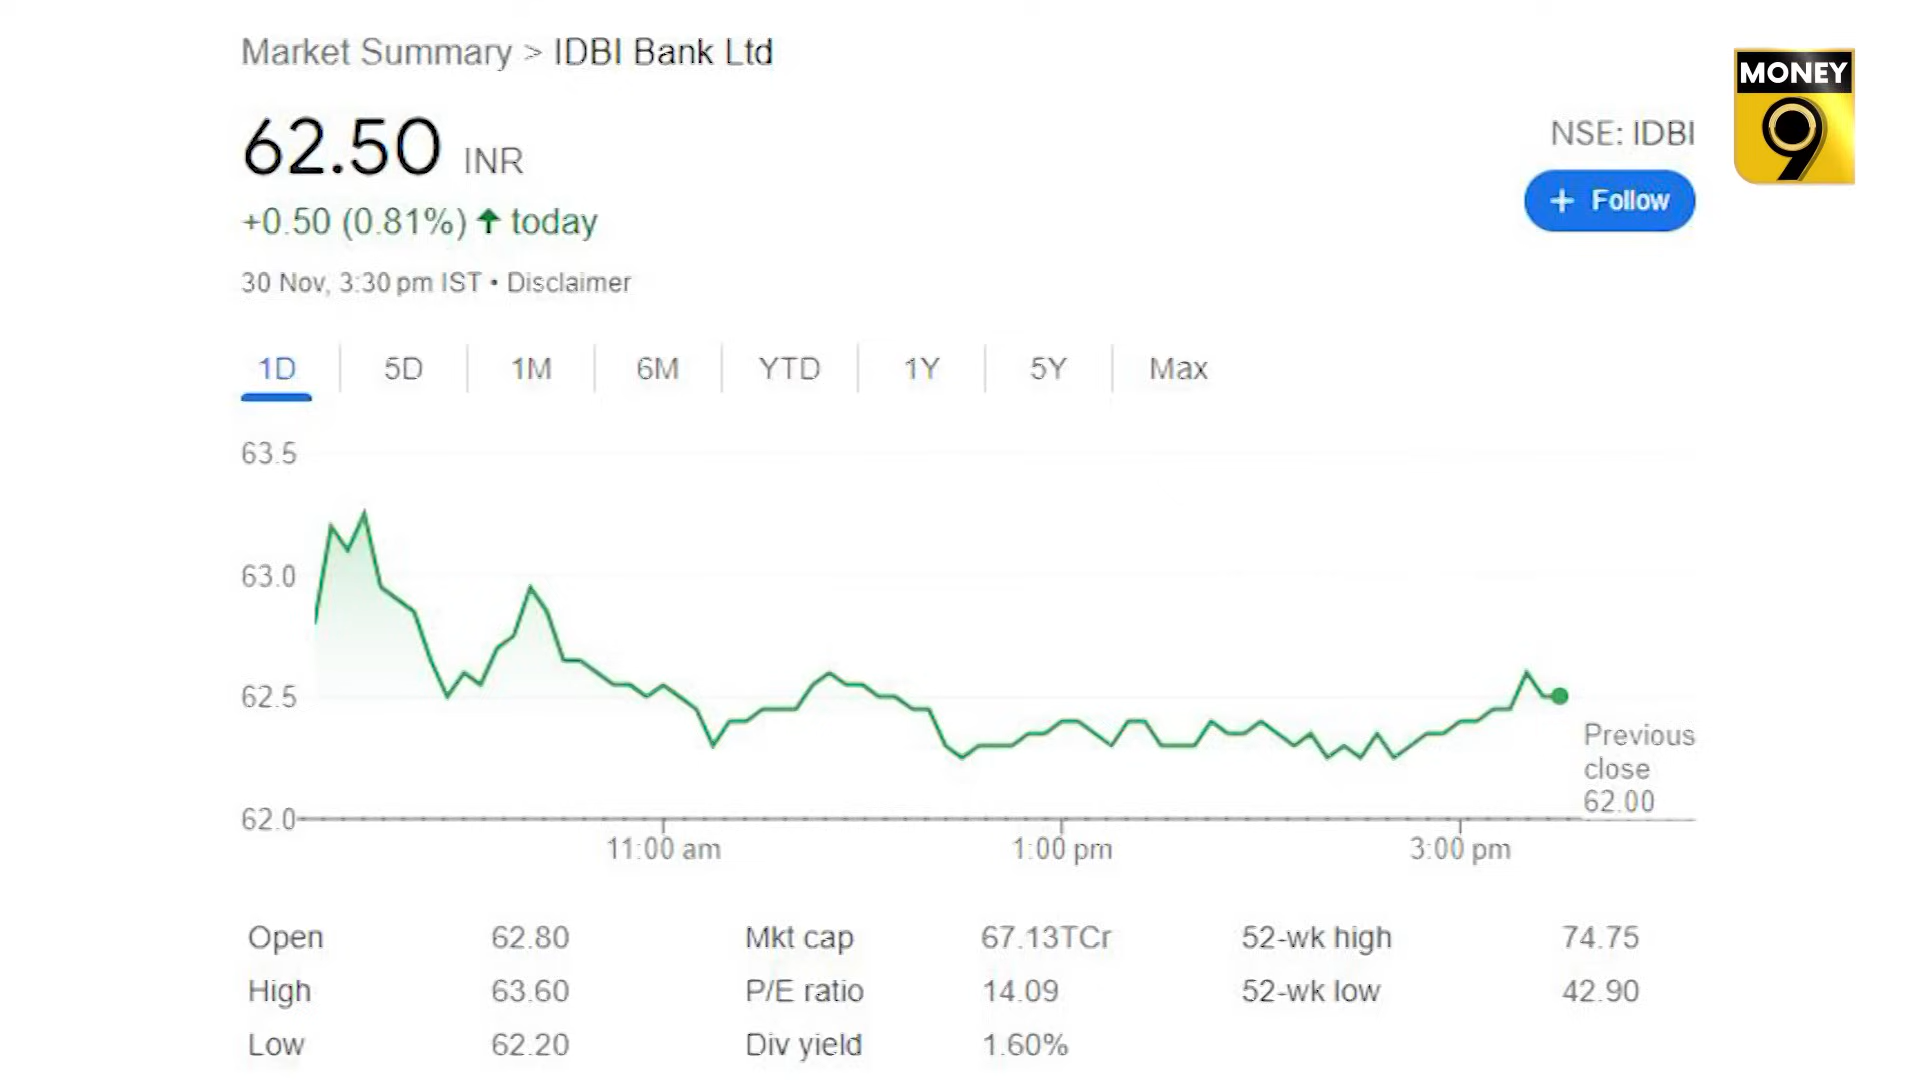 Market Summary > IDBI Bank Ltd
MONEY
9
62.50 INR
NSE: IDBI
+ Follow
+0.50 (0.81%) ↑ today
30 Nov, 3:30 pm IST • Disclaimer
1D 5D 1M 6M YTD 1Y 5Y Max
63.5
63.0
62.5
62.0
Previous
close
62.00
11:00 am 1:00 pm 3:00 pm
Open 62.80 Mkt cap 67.13TCr 52-wk high 74.75
High 63.60 P/E ratio 14.09 52-wk low 42.90
Low 62.20 Div yield 1.60%